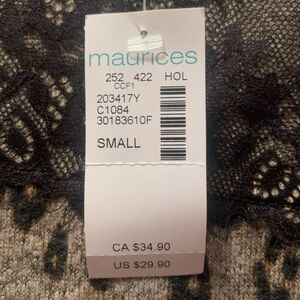 maurices
252 422 HOL
CCF1
203417Y
C1084
30183610F
SMALL
CA $34.90
US $29.90